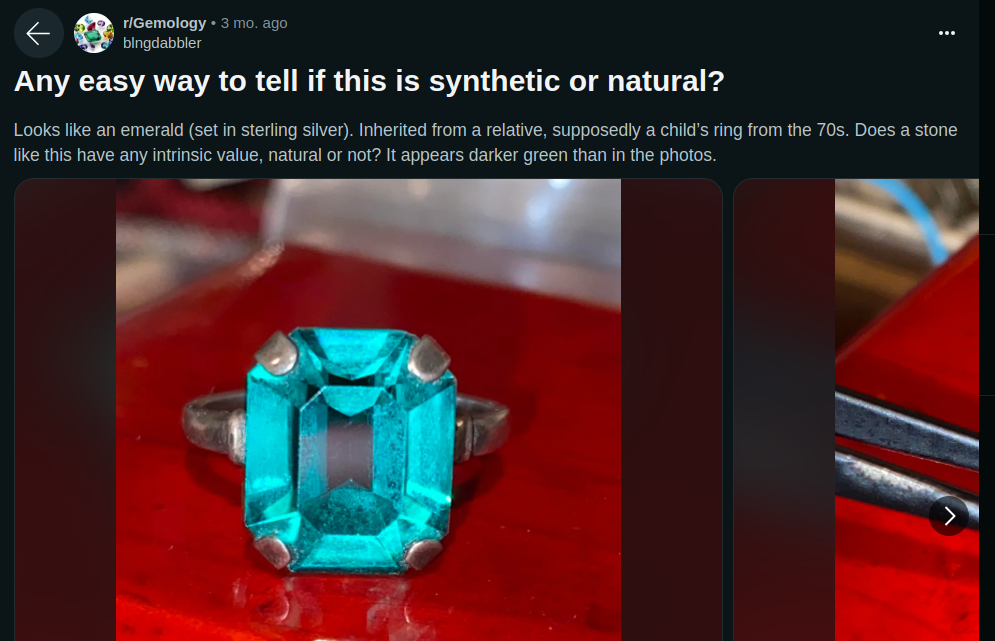 r/Gemology • 3 mo. ago
blngdabbler
Any easy way to tell if this is synthetic or natural?
Looks like an emerald (set in sterling silver). Inherited from a relative, supposedly a child’s ring from the 70s. Does a stone
like this have any intrinsic value, natural or not? It appears darker green than in the photos.